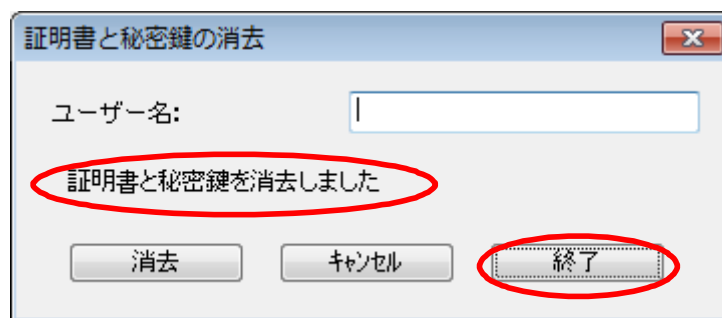 証明書と秘密鍵の消去
ユーザー名:
証明書と秘密鍵を消去しました
消去 キャンセル 終了